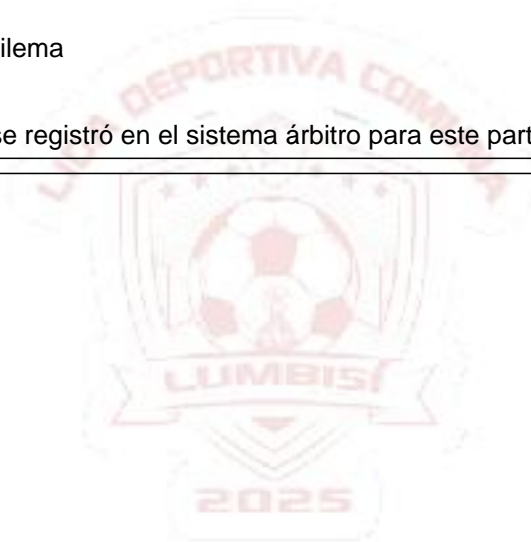 ilema
LIGA DEPORTIVA COMUNA
se registró en el sistema árbitro para este part
LUMBISÍ
2025